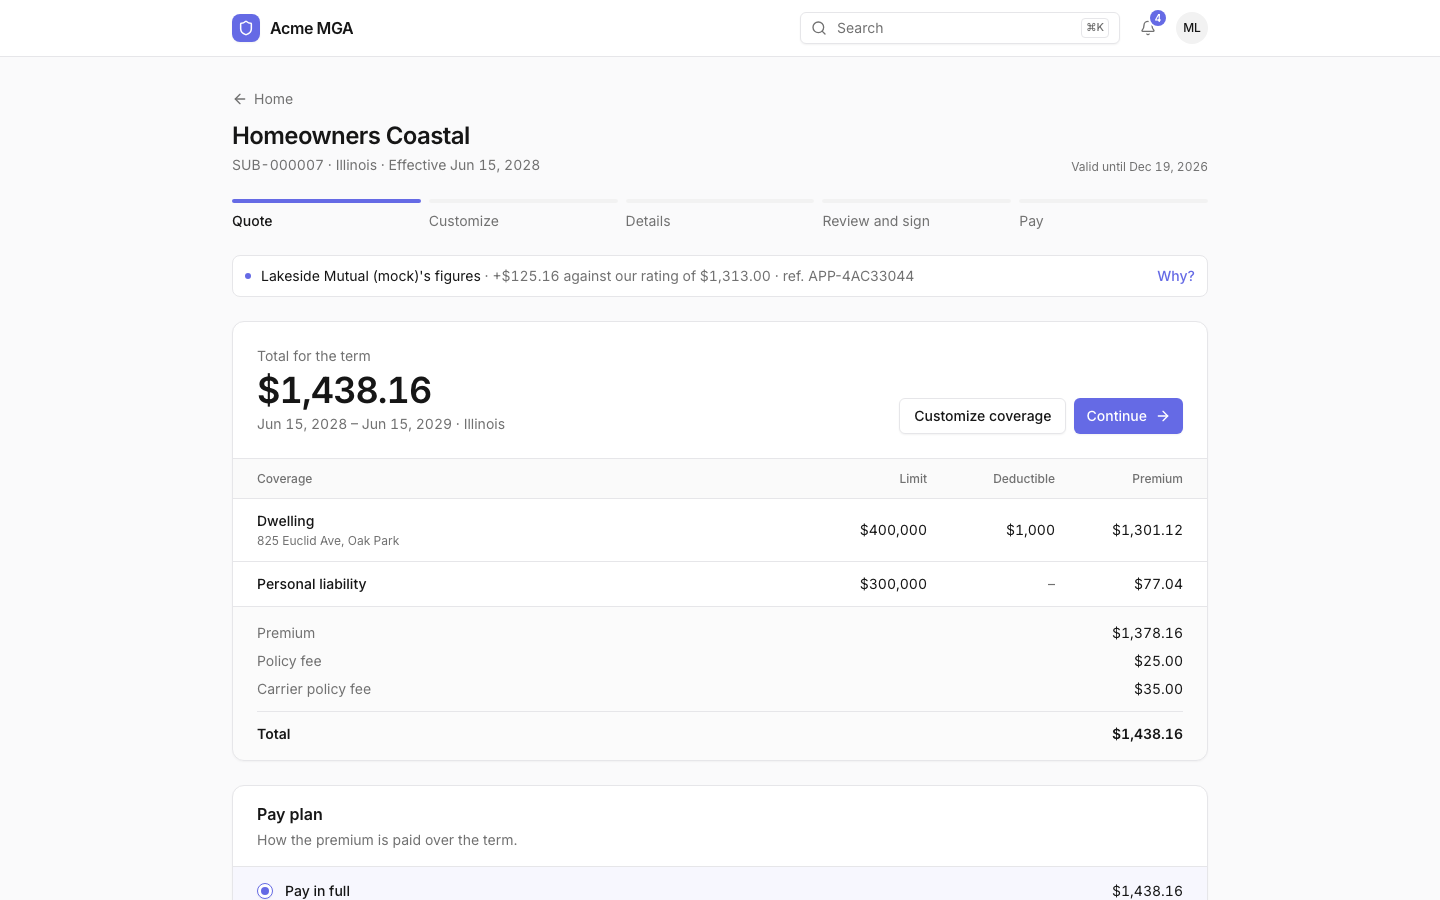 Acme MGA
Search
⌘K
4
ML
Home
Homeowners Coastal
SUB-000007 · Illinois · Effective Jun 15, 2028
Valid until Dec 19, 2026
Quote
Customize
Details
Review and sign
Pay
Lakeside Mutual (mock)'s figures · +$125.16 against our rating of $1,313.00 · ref. APP-4AC33044
Why?
Total for the term
$1,438.16
Jun 15, 2028 – Jun 15, 2029 · Illinois
Customize coverage
Continue
Coverage Limit Deductible Premium
Dwelling
825 Euclid Ave, Oak Park
$400,000 $1,000 $1,301.12
Personal liability $300,000 – $77.04
Premium $1,378.16
Policy fee $25.00
Carrier policy fee $35.00
Total $1,438.16
Pay plan
How the premium is paid over the term.
Pay in full $1,438.16